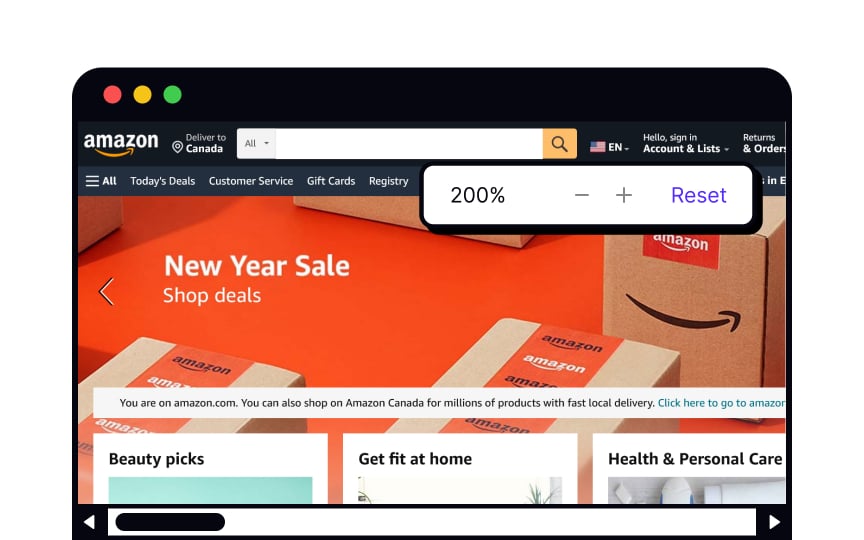 amazon
Deliver to
Canada
All
EN
Hello, sign in
Account & Lists
Returns
& Orders
All Today's Deals Customer Service Gift Cards Registry
s in E
200% − + Reset
amazon
New Year Sale
Shop deals
amazon
amazon
amazon
amazon
amazon
amazon
amazon
amazon
You are on amazon.com. You can also shop on Amazon Canada for millions of products with fast local delivery. Click here to go to amazon
Beauty picks
Get fit at home
Health & Personal Care